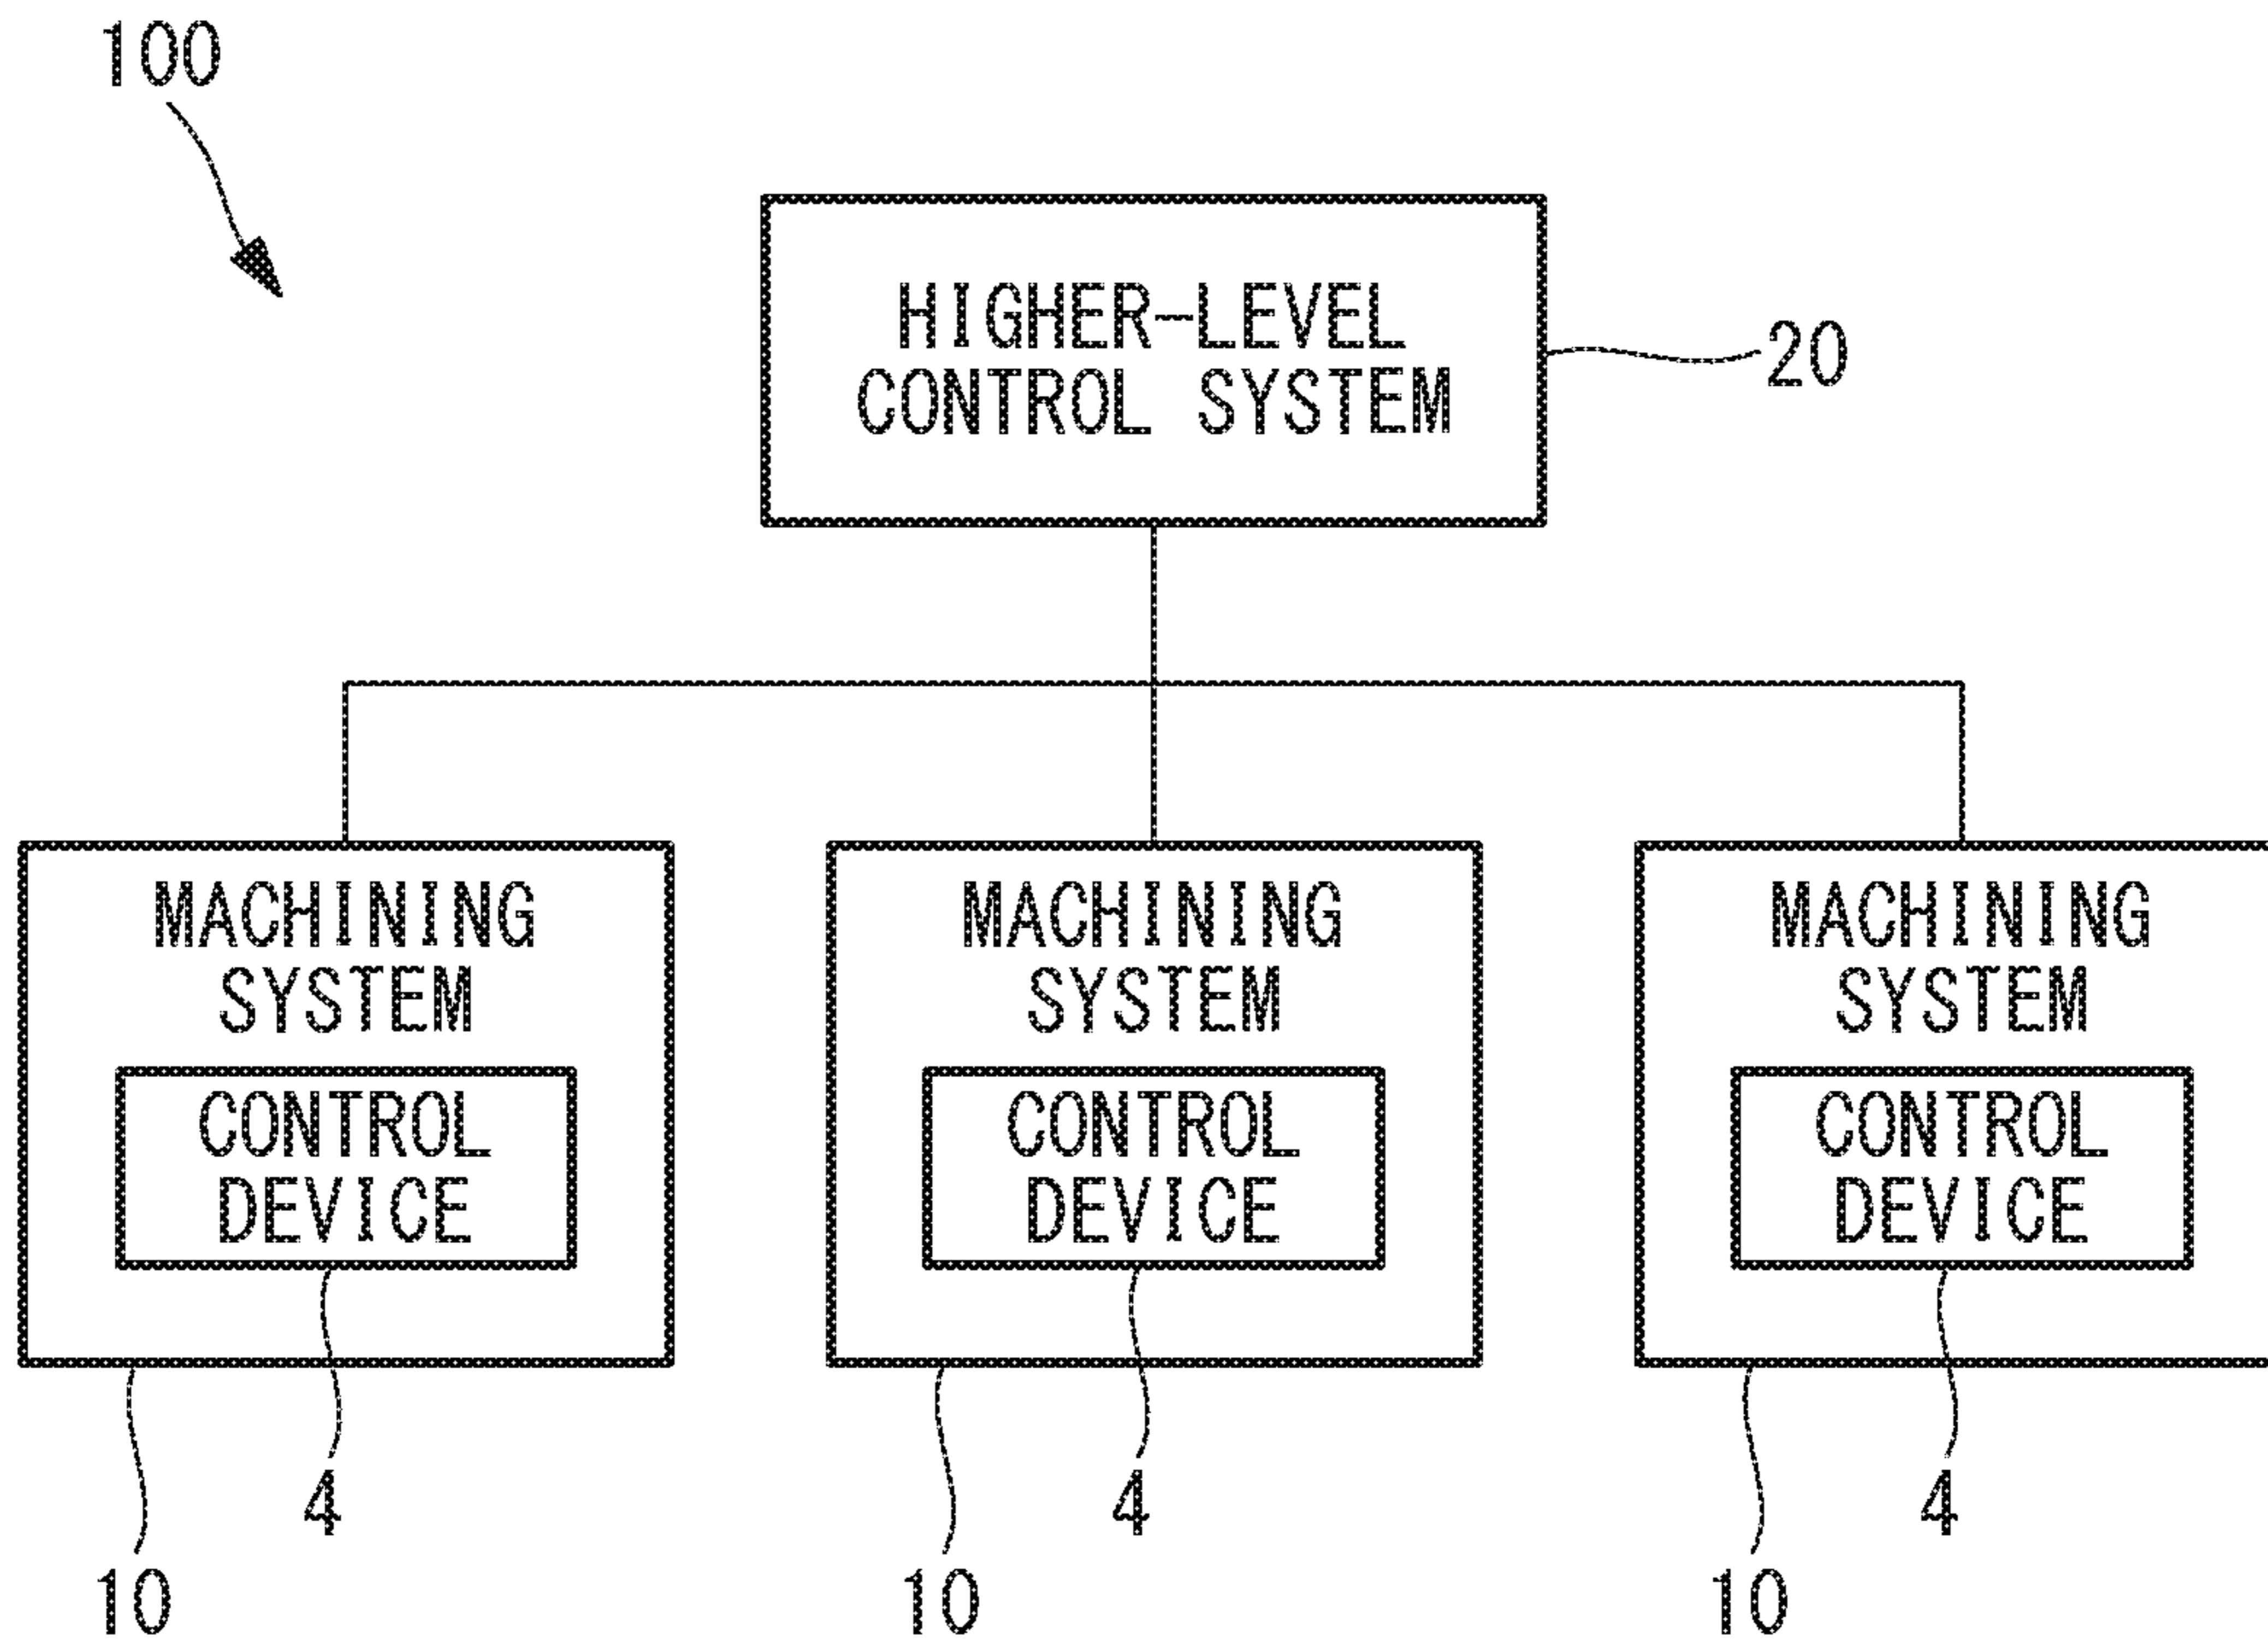 100
HIGHER-LEVEL
CONTROL SYSTEM
20
MACHINING
SYSTEM
CONTROL
DEVICE
4
10
MACHINING
SYSTEM
CONTROL
DEVICE
4
10
MACHINING
SYSTEM
CONTROL
DEVICE
4
10